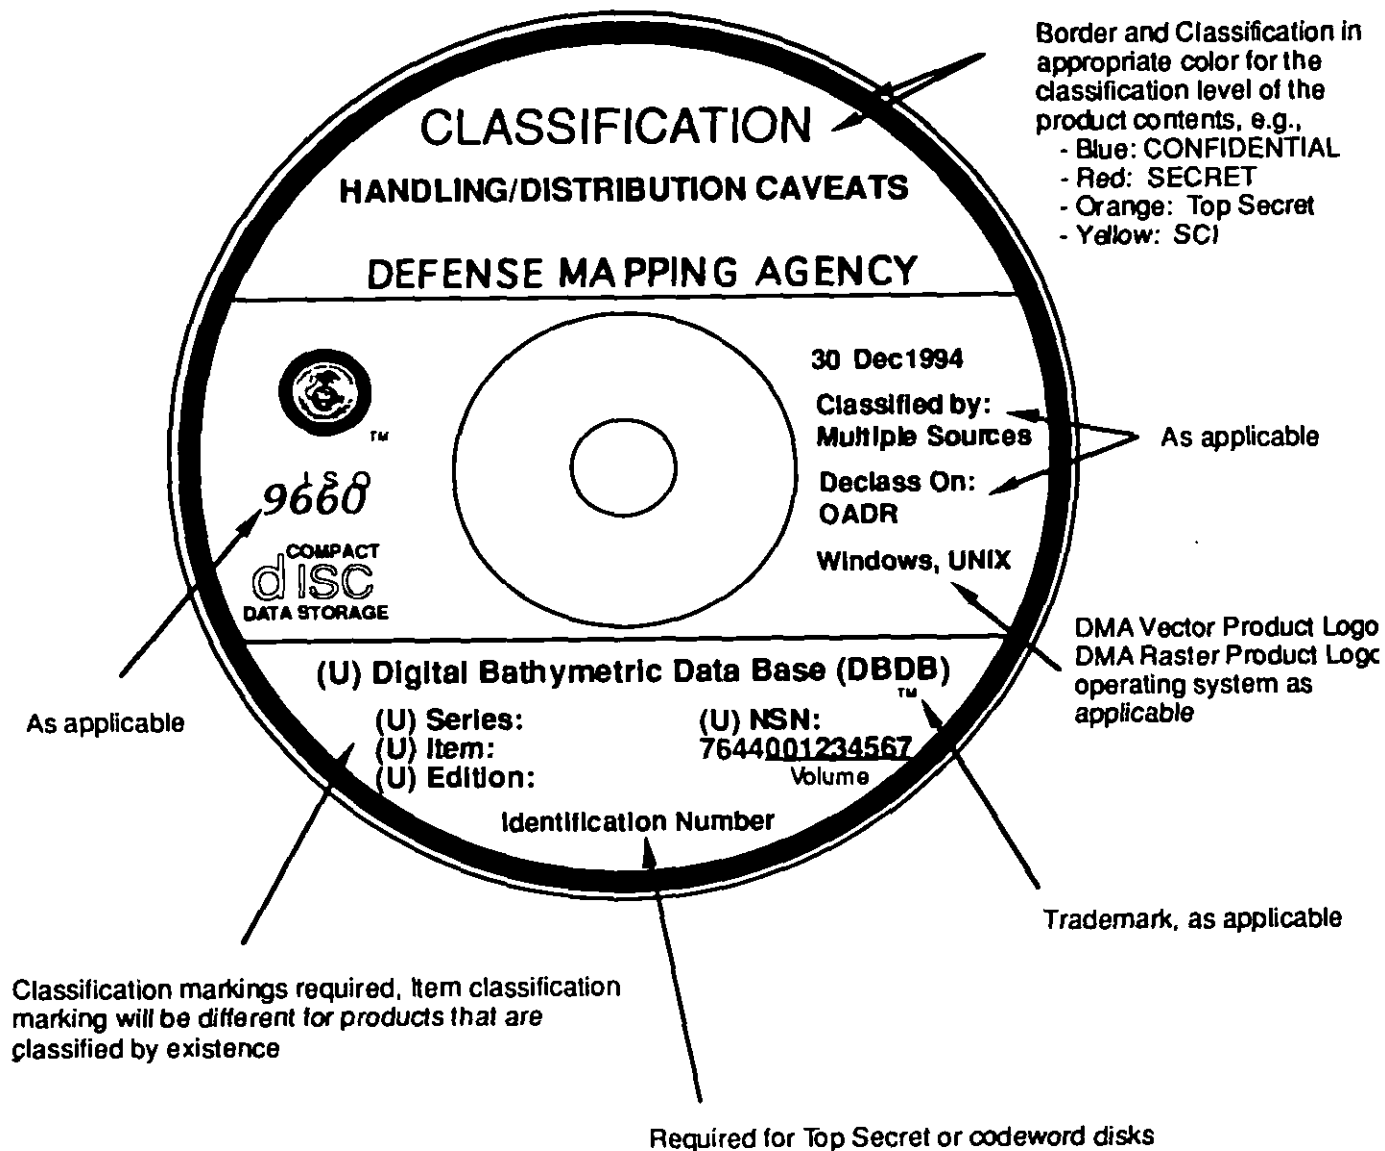 Border and Classification in
appropriate color for the
classification level of the
product contents, e.g.,
- Blue: CONFIDENTIAL
- Red: SECRET
- Orange: Top Secret
- Yellow: SCI
CLASSIFICATION
HANDLING/DISTRIBUTION CAVEATS
DEFENSE MAPPING AGENCY
TM
ISO
9660
COMPACT
disc
DATA STORAGE
30 Dec1994
Classified by:
Multiple Sources
Declass On:
OADR
Windows, UNIX
As applicable
DMA Vector Product Logo
DMA Raster Product Logo
operating system as
applicable
As applicable
(U) Digital Bathymetric Data Base (DBDB)
TM
(U) Series: (U) NSN:
(U) Item: 7644001234567
(U) Edition: Volume
Identification Number
Trademark, as applicable
Classification markings required, Item classification
marking will be different for products that are
classified by existence
Required for Top Secret or codeword disks